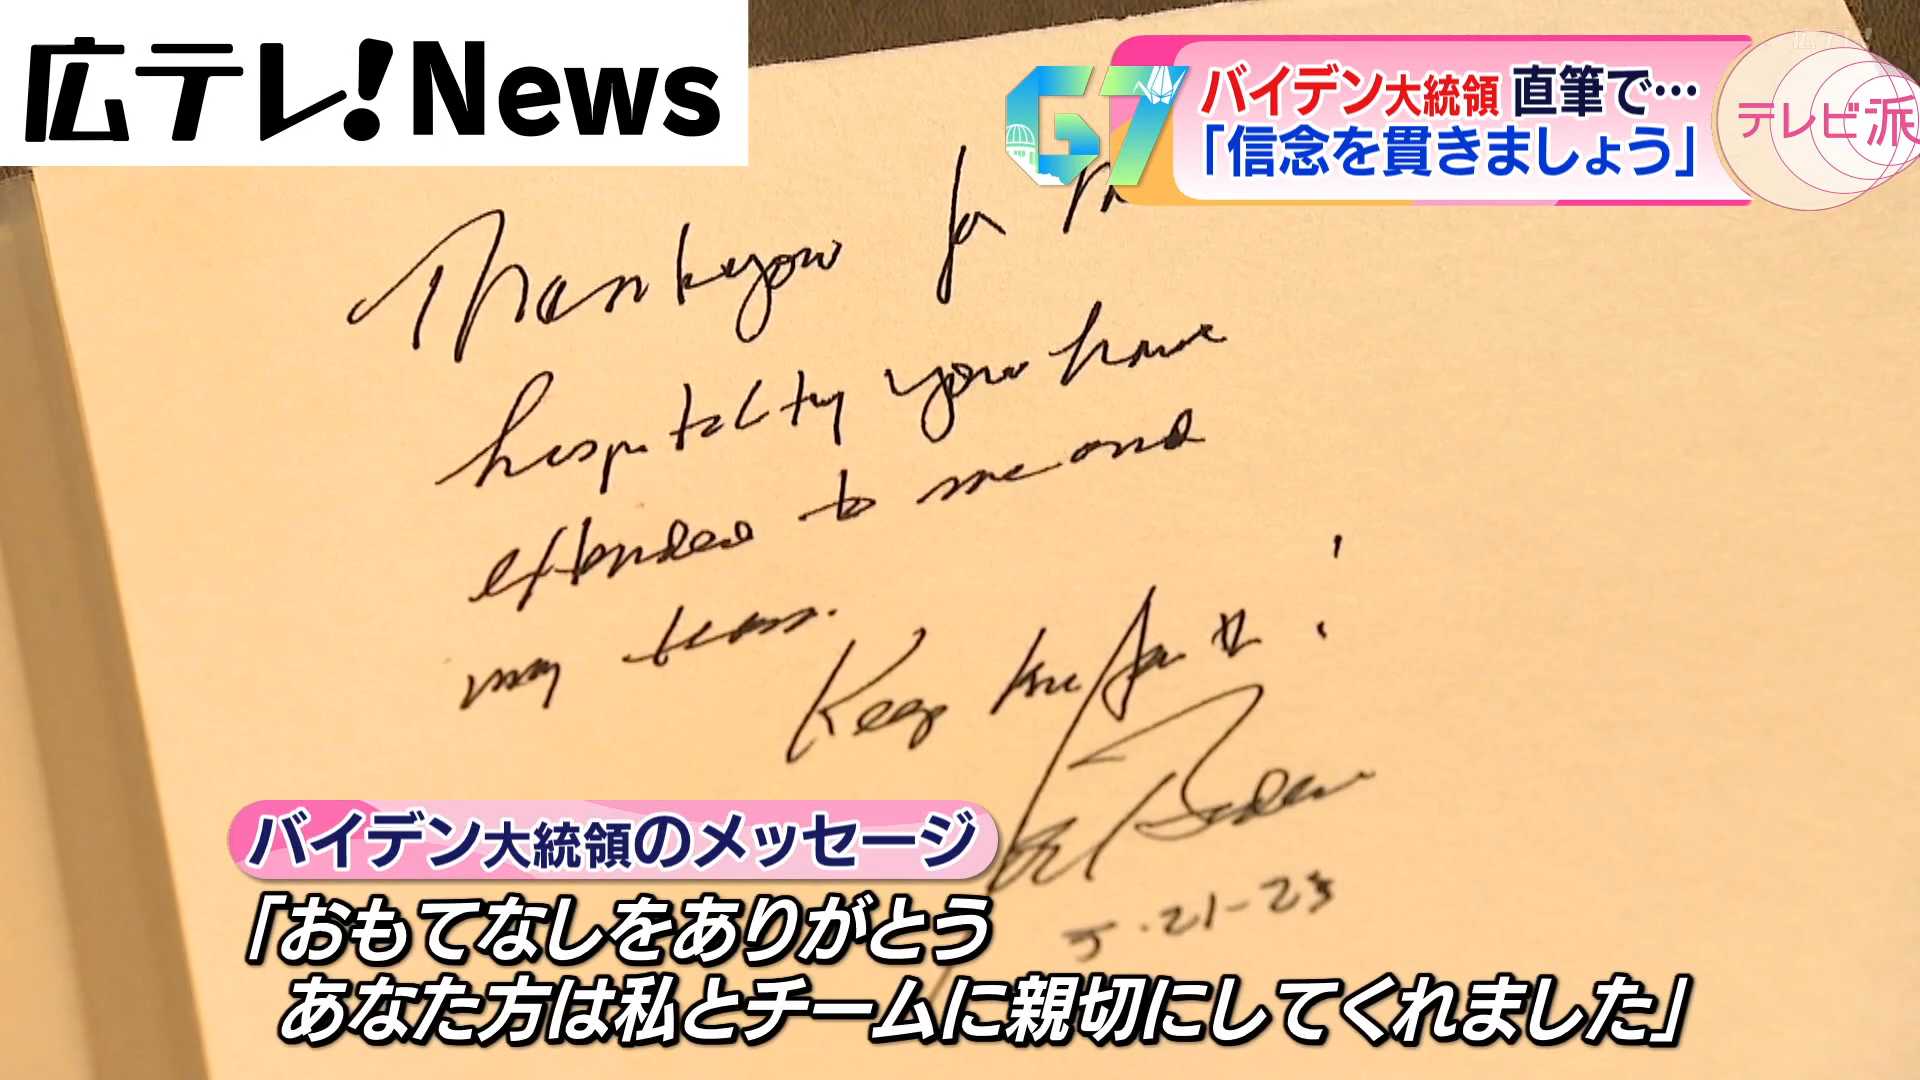 広テレ!News
G7
バイデン大統領 直筆で…
「信念を貫きましょう」
テレビ派
Thank you for the
hospitality you have
extended to me and
my team.
Keep the faith!
Joe Biden
5·21-23
バイデン大統領のメッセージ
「おもてなしをありがとう
あなた方は私とチームに親切にしてくれました」